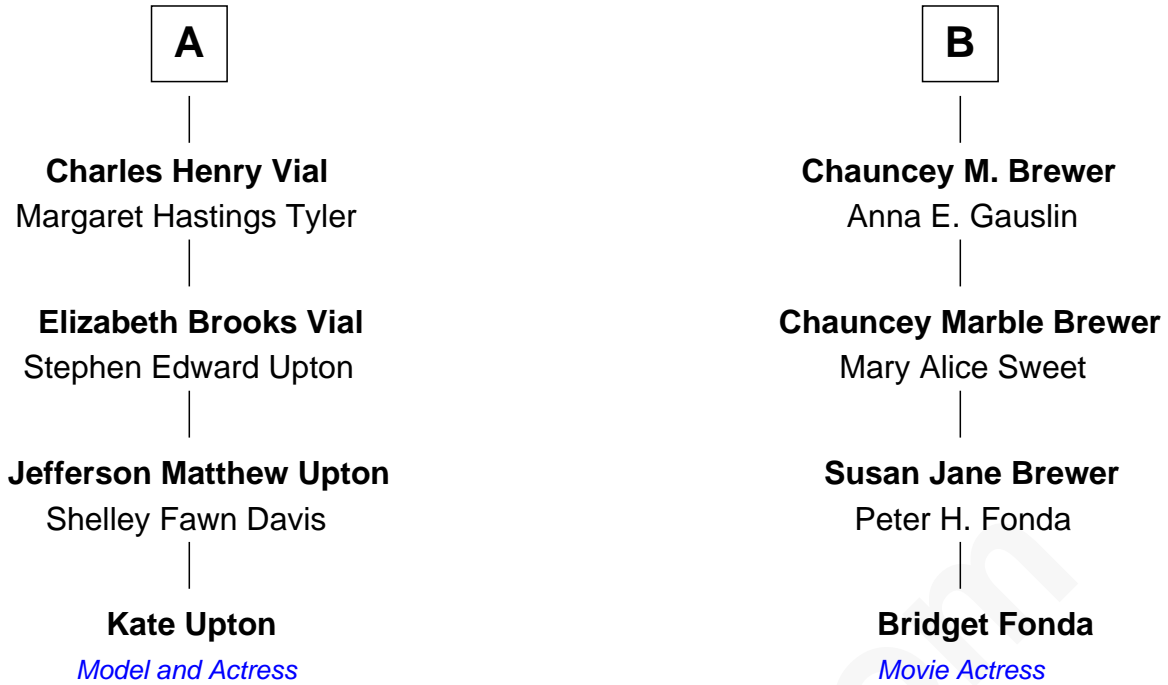 A
Charles Henry Vial
Margaret Hastings Tyler
Elizabeth Brooks Vial
Stephen Edward Upton
Jefferson Matthew Upton
Shelley Fawn Davis
Kate Upton
Model and Actress
B
Chauncey M. Brewer
Anna E. Gauslin
Chauncey Marble Brewer
Mary Alice Sweet
Susan Jane Brewer
Peter H. Fonda
Bridget Fonda
Movie Actress